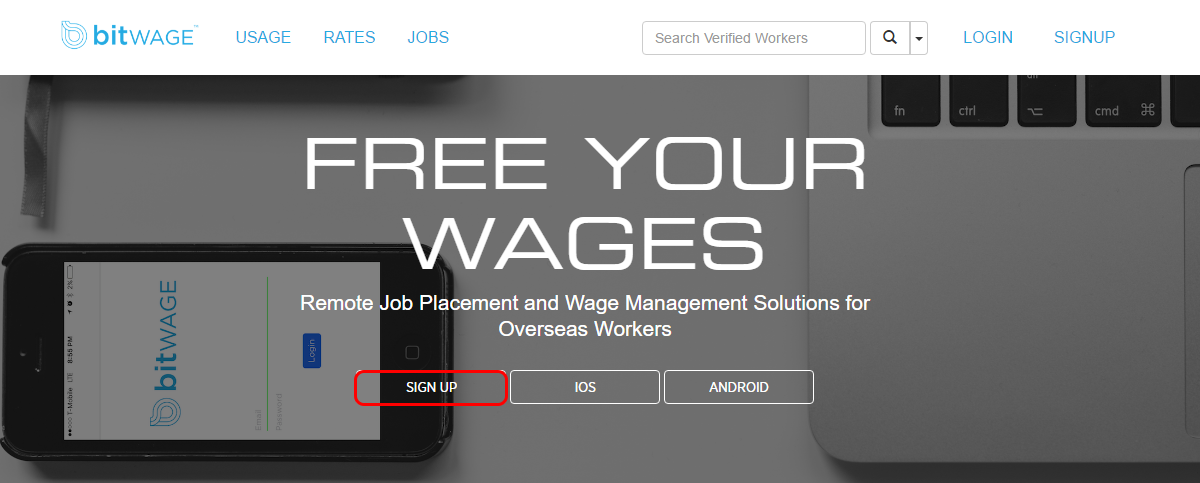 bitWAGE™ USAGE RATES JOBS Search Verified Workers LOGIN SIGNUP
alt
fn ctrl cmd ⌘
FREE YOUR
WAGES
Remote Job Placement and Wage Management Solutions for
Overseas Workers
SIGN UP IOS ANDROID
T-Mobile LTE 8:55 PM 2%
bitWAGE
Email
Password
Login